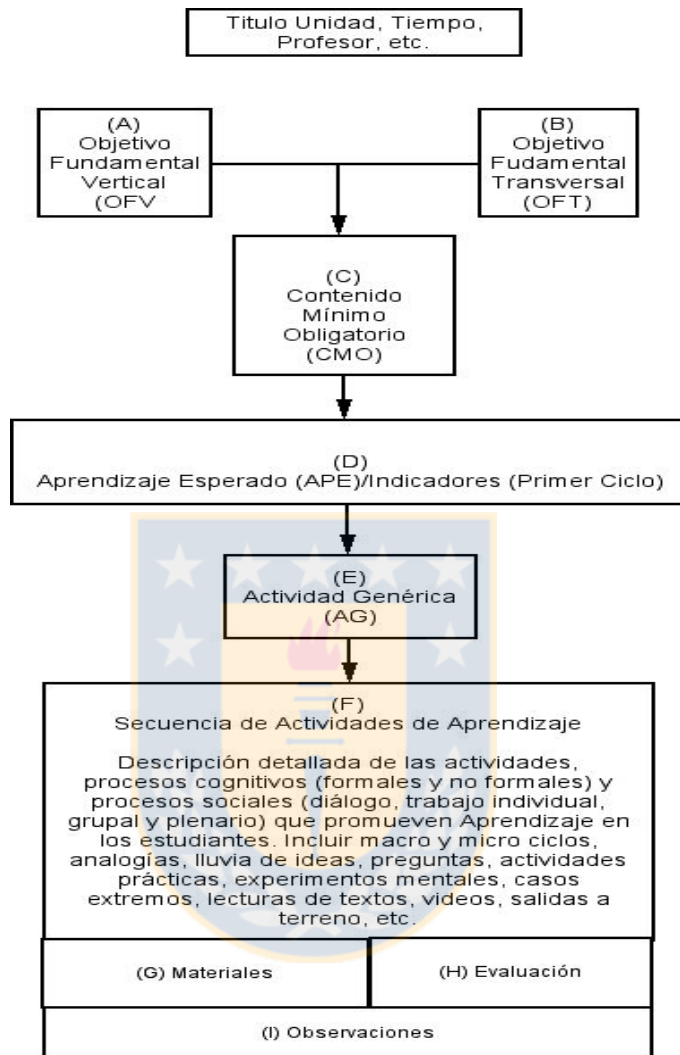 Titulo Unidad, Tiempo,
Profesor, etc.
(A)
Objetivo
Fundamental
Vertical
(OFV
(B)
Objetivo
Fudamental
Transversal
(OFT)
(C)
Contenido
Mínimo
Obligatorio
(CMO)
(D)
Aprendizaje Esperado (APE)/Indicadores (Primer Ciclo)
(E)
Actividad Genérica
(AG)
(F)
Secuencia de Actividades de Aprendizaje
Descripción detallada de las actividades,
procesos cognitivos (formales y no formales) y
procesos sociales (diálogo, trabajo individual,
grupal y plenario) que promueven Aprendizaje en
los estudiantes. Incluir macro y micro ciclos,
analogías, lluvia de ideas, preguntas, actividades
prácticas, experimentos mentales, casos
extremos, lecturas de textos, videos, salidas a
terreno, etc.
(G) Materiales
(H) Evaluación
(I) Observaciones